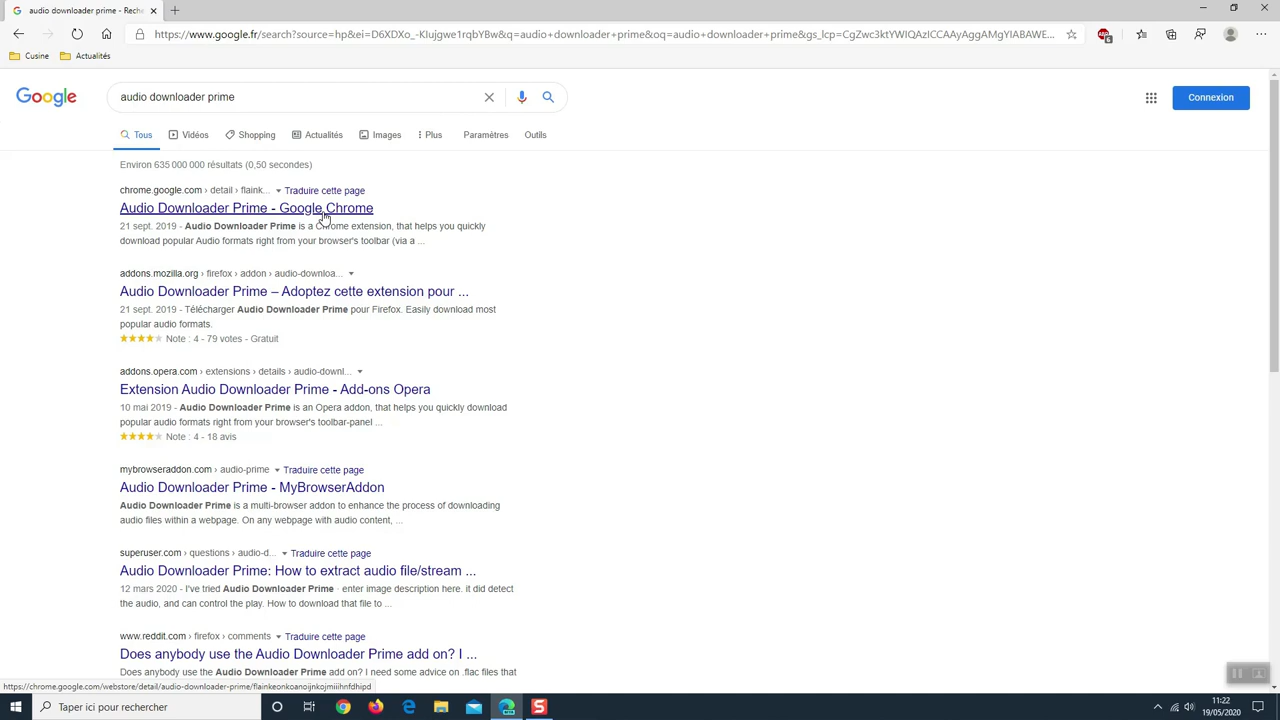 audio downloader prime - Reche
https://www.google.fr/search?source=hp&ei=D6XDXo_-KIujgwe1rqbYBw&q=audio+downloader+prime&oq=audio+downloader+prime&gs_lcp=CgZwc3ktYWIQAzICCAAyAggAMgYIABAWE...
6
Cusine
Actualités
Google
audio downloader prime
Connexion
Tous
Vidéos
Shopping
Actualités
Images
Plus
Paramètres
Outils
Environ 635 000 000 résultats (0,50 secondes)
chrome.google.com › detail › flaink... Traduire cette page
Audio Downloader Prime - Google Chrome
21 sept. 2019 - Audio Downloader Prime is a Chrome extension, that helps you quickly
download popular Audio formats right from your browser's toolbar (via a ...
addons.mozilla.org › firefox › addon › audio-downloa...
Audio Downloader Prime – Adoptez cette extension pour ...
21 sept. 2019 - Télécharger Audio Downloader Prime pour Firefox. Easily download most
popular audio formats.
Note : 4 - 79 votes - Gratuit
addons.opera.com › extensions › details › audio-downl...
Extension Audio Downloader Prime - Add-ons Opera
10 mai 2019 - Audio Downloader Prime is an Opera addon, that helps you quickly download
popular audio formats right from your browser's toolbar-panel ...
Note : 4 - 18 avis
mybrowseraddon.com › audio-prime Traduire cette page
Audio Downloader Prime - MyBrowserAddon
Audio Downloader Prime is a multi-browser addon to enhance the process of downloading
audio files within a webpage. On any webpage with audio content, ...
superuser.com › questions › audio-d... Traduire cette page
Audio Downloader Prime: How to extract audio file/stream ...
12 mars 2020 - I've tried Audio Downloader Prime · enter image description here. it did detect
the audio, and can control the play. How to download that file to ...
www.reddit.com › firefox › comments Traduire cette page
Does anybody use the Audio Downloader Prime add on? I ...
Does anybody use the Audio Downloader Prime add on? I need some advice on .flac files that
https://chrome.google.com/webstore/detail/audio-downloader-prime/flainkeonkoanoijnkojmiiihnfdhipd
Taper ici pour rechercher
S
11:22
19/05/2020